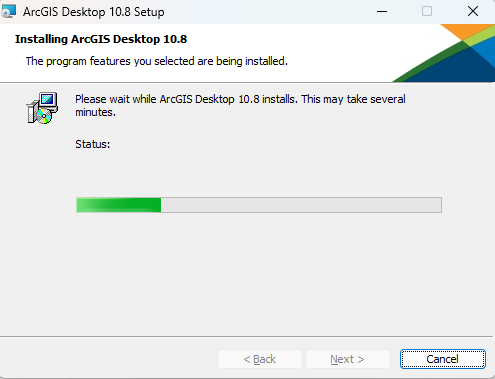 ArcGIS Desktop 10.8 Setup
Installing ArcGIS Desktop 10.8
The program features you selected are being installed.
Please wait while ArcGIS Desktop 10.8 installs. This may take several
minutes.
Status:
< Back
Next >
Cancel